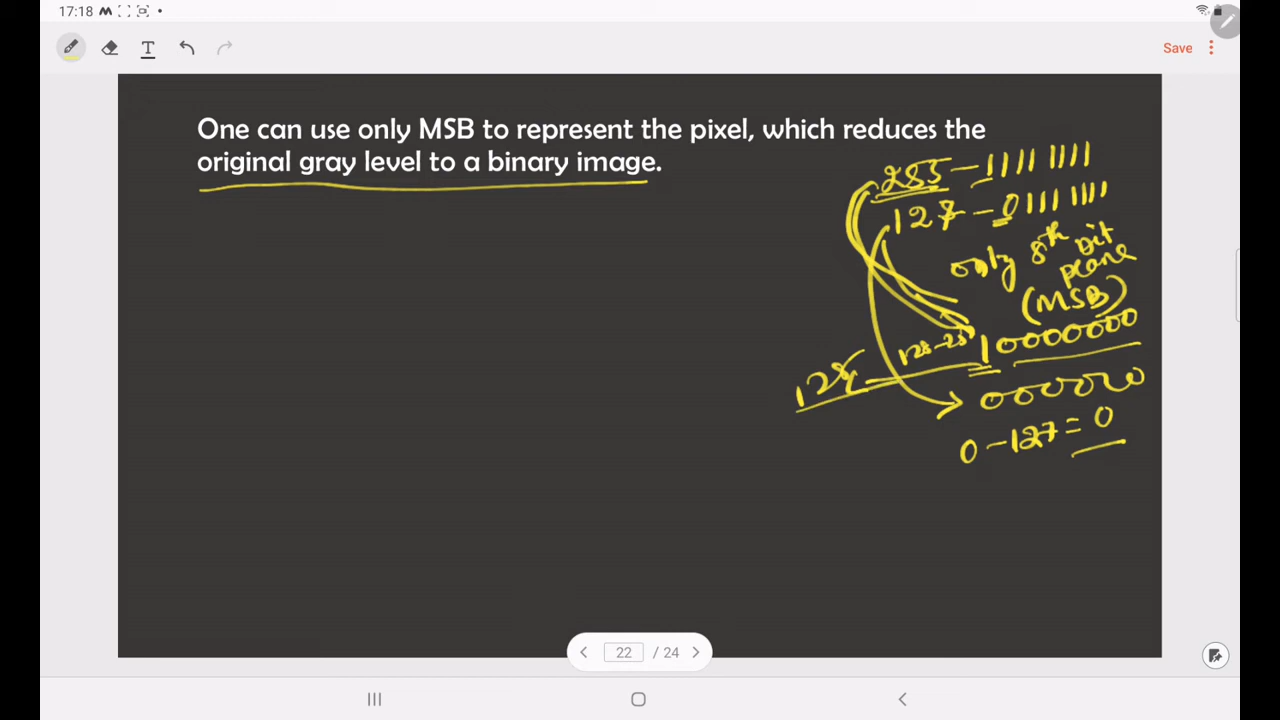 17:18
Save
One can use only MSB to represent the pixel, which reduces the
original gray level to a binary image.
255 - 1111 1111
127 - 0111 1111
only 8th bit
plane
(MSB)
128-255
10000000
128
000000
0-127 = 0
22 / 24